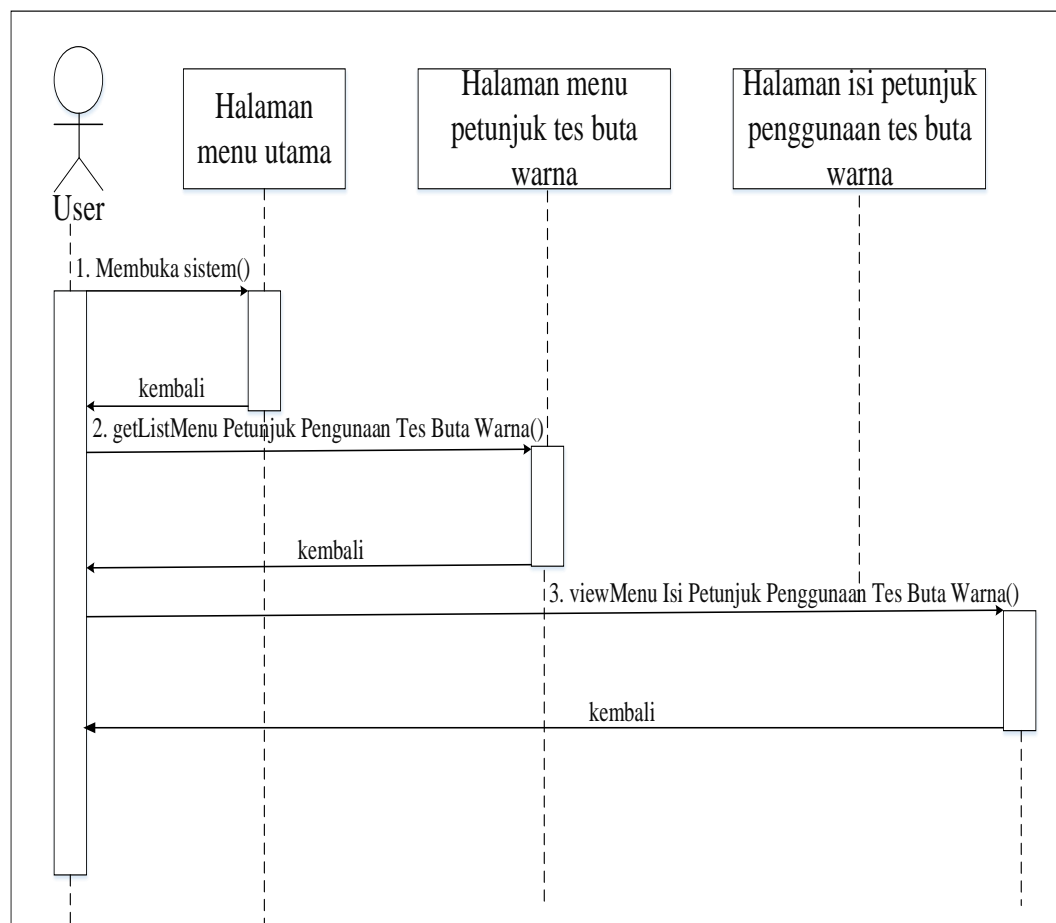 User
Halaman
menu utama
Halaman menu
petunjuk tes buta
warna
Halaman isi petunjuk
penggunaan tes buta
warna
1. Membuka sistem()
kembali
2. getListMenu Petunjuk Pengunaan Tes Buta Warna()
kembali
3. viewMenu Isi Petunjuk Penggunaan Tes Buta Warna()
kembali